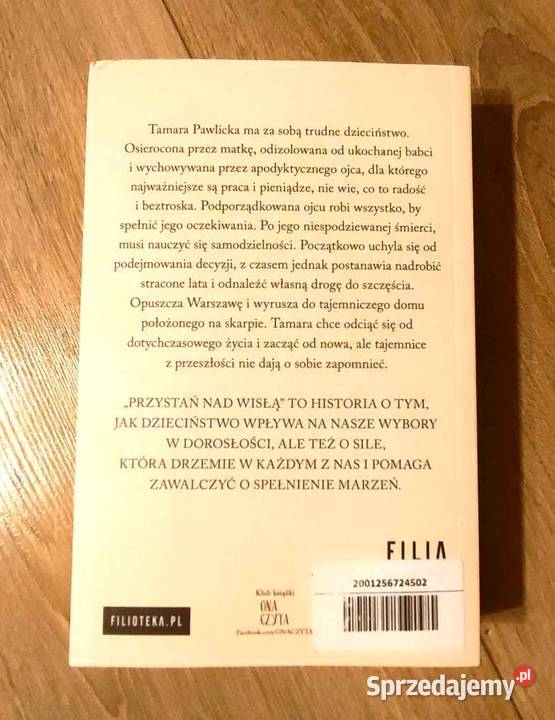 Tamara Pawlicka ma za sobą trudne dzieciństwo.
Osierocona przez matkę, odizolowana od ukochanej babci
i wychowywana przez apodyktycznego ojca, dla którego
najważniejsze są praca i pieniądze, nie wie, co to radość
i beztroska. Podporządkowana ojcu robi wszystko, by
spełnić jego oczekiwania. Po jego niespodziewanej śmierci,
musi nauczyć się samodzielności. Początkowo uchyla się od
podejmowania decyzji, z czasem jednak postanawia nadrobić
stracone lata i odnaleźć własną drogę do szczęścia.
Opuszcza Warszawę i wyrusza do tajemniczego domu
położonego na skarpie. Tamara chce odciąć się od
dotychczasowego życia i zacząć od nowa, ale tajemnice
z przeszłości nie dają o sobie zapomnieć.
„PRZYSTAŃ NAD WISŁĄ” TO HISTORIA O TYM,
JAK DZIECIŃSTWO WPŁYWA NA NASZE WYBORY
W DOROSŁOŚCI, ALE TEŻ O SILE,
KTÓRA DRZEMIE W KAŻDYM Z NAS I POMAGA
ZAWALCZYĆ O SPEŁNIENIE MARZEŃ.
FILIA
2001256724502
Klub książki
ONA
CZYTA
Facebook.com/ONACZYTA
FILIOTEKA.PL
Sprzedajemy.pl